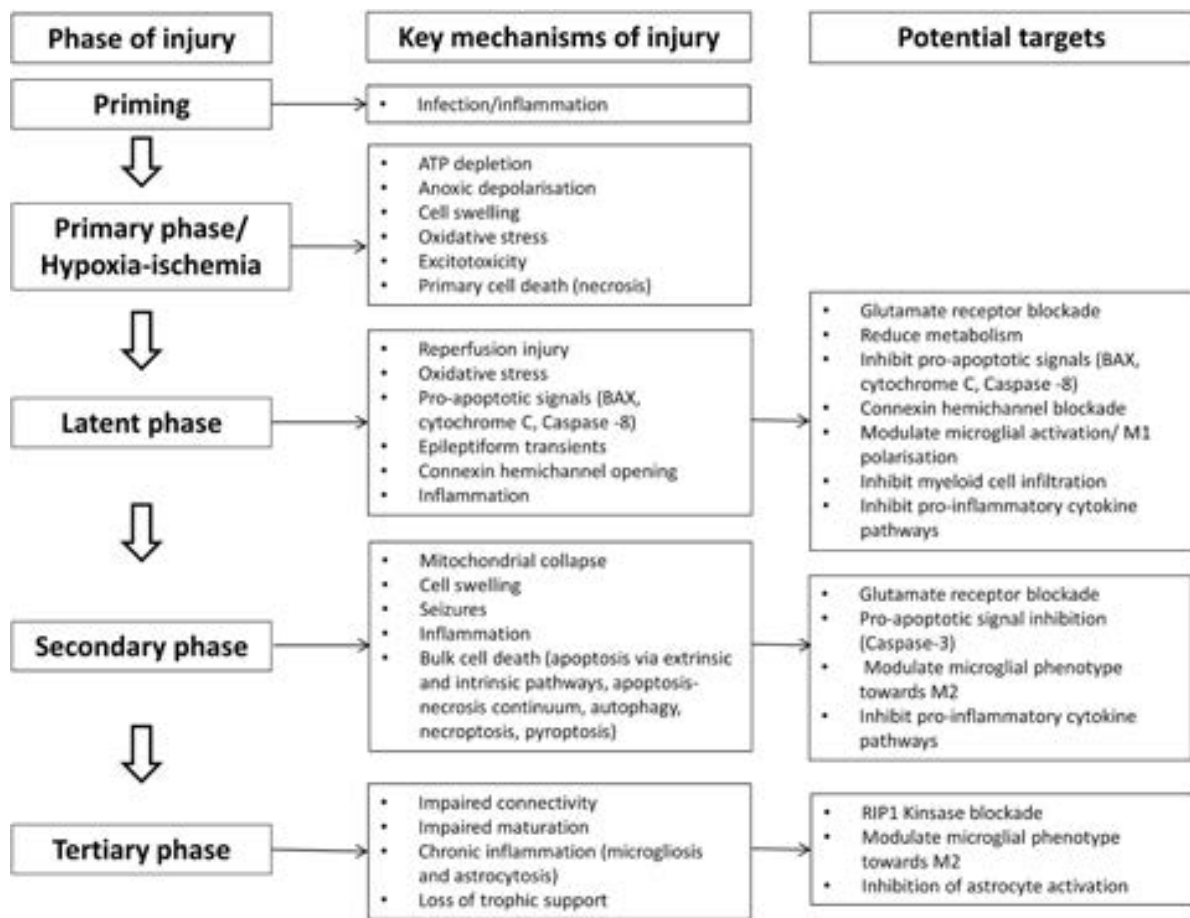 Phase of injury
Key mechanisms of injury
Potential targets
Priming
• Infection/inflammation
Primary phase/
Hypoxia-ischemia
• ATP depletion
• Anoxic depolarisation
• Cell swelling
• Oxidative stress
• Excitotoxicity
• Primary cell death (necrosis)
Latent phase
• Reperfusion injury
• Oxidative stress
• Pro-apoptotic signals (BAX,
cytochrome C, Caspase -8)
• Epileptiform transients
• Connexin hemichannel opening
• Inflammation
• Glutamate receptor blockade
• Reduce metabolism
• Inhibit pro-apoptotic signals (BAX,
cytochrome C, Caspase -8)
• Connexin hemichannel blockade
• Modulate microglial activation/ M1
polarisation
• Inhibit myeloid cell infiltration
• Inhibit pro-inflammatory cytokine
pathways
Secondary phase
• Mitochondrial collapse
• Cell swelling
• Seizures
• Inflammation
• Bulk cell death (apoptosis via extrinsic
and intrinsic pathways, apoptosis-
necrosis continuum, autophagy,
necroptosis, pyroptosis)
• Glutamate receptor blockade
• Pro-apoptotic signal inhibition
(Caspase-3)
• Modulate microglial phenotype
towards M2
• Inhibit pro-inflammatory cytokine
pathways
Tertiary phase
• Impaired connectivity
• Impaired maturation
• Chronic inflammation (microgliosis
and astrocytosis)
• Loss of trophic support
• RIP1 Kinase blockade
• Modulate microglial phenotype
towards M2
• Inhibition of astrocyte activation